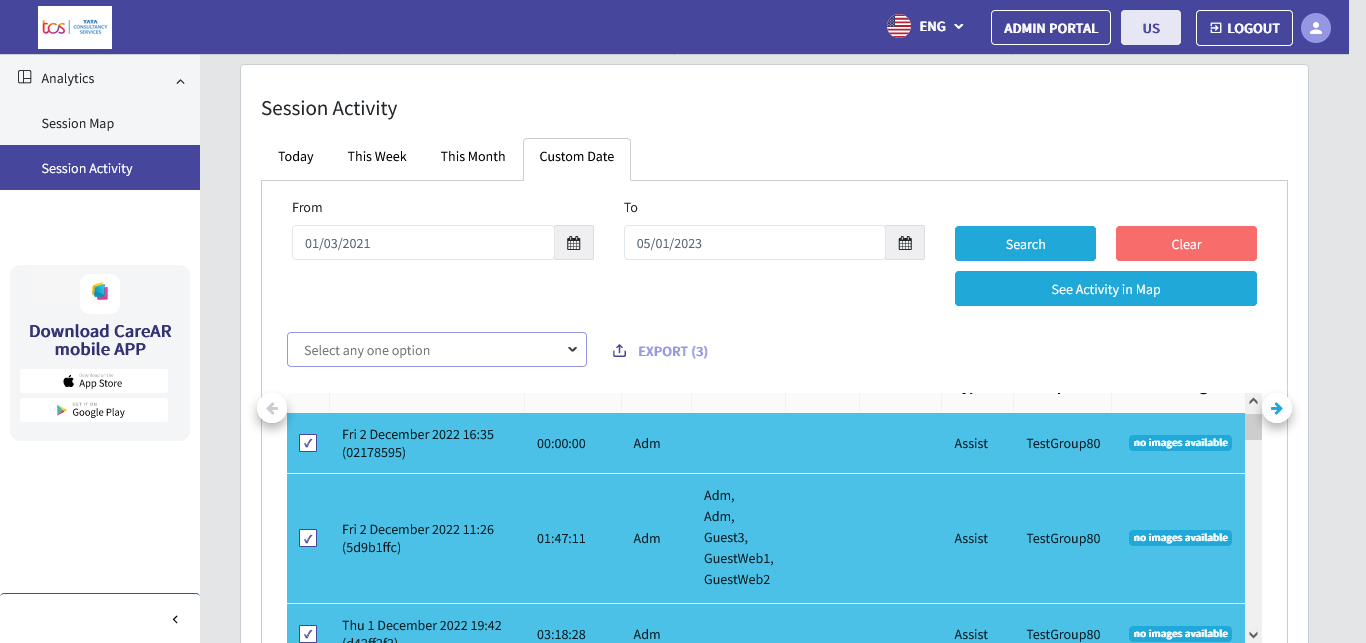 tcs TATA
CONSULTANCY
SERVICES
ENG
ADMIN PORTAL
US
LOGOUT
Analytics
Session Map
Session Activity
Download CareAR
mobile APP
Download on the
App Store
GET IT ON
Google Play
Session Activity
Today This Week This Month Custom Date
From To
01/03/2021 05/01/2023 Search Clear
See Activity in Map
Select any one option EXPORT (3)
Fri 2 December 2022 16:35
(02178595)
00:00:00 Adm Assist TestGroup80 no images available
Fri 2 December 2022 11:26
(5d9b1ffc)
01:47:11 Adm
Adm,
Adm,
Guest3,
GuestWeb1,
GuestWeb2
Assist TestGroup80 no images available
Thu 1 December 2022 19:42
03:18:28 Adm Assist TestGroup80 no images available